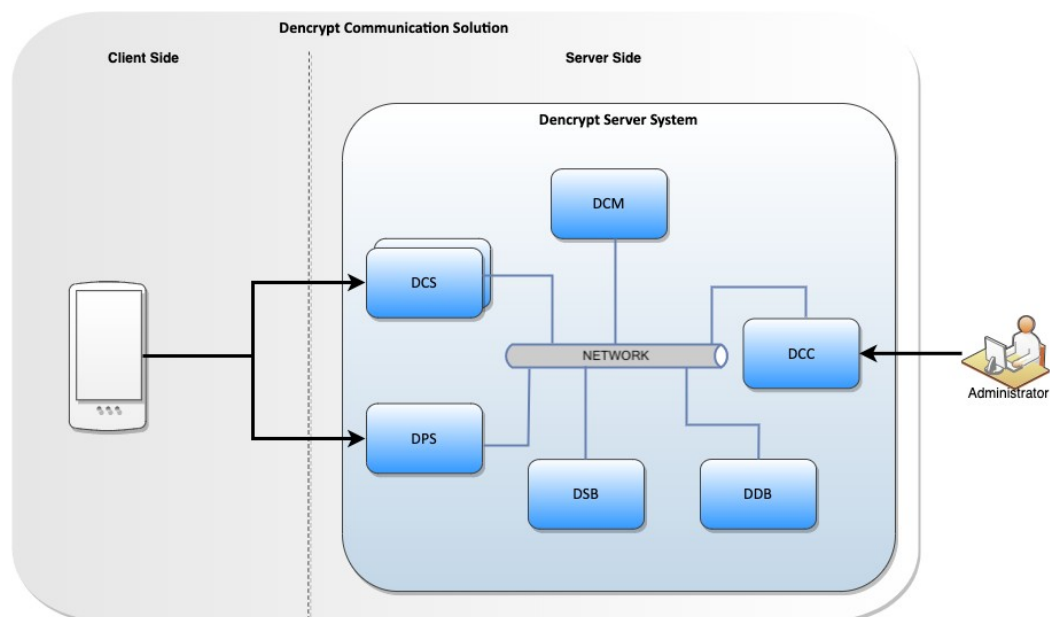 Dencrypt Communication Solution
Client Side
Server Side
Dencrypt Server System
DCM
DCS
NETWORK
DCC
Administrator
DPS
DSB
DDB